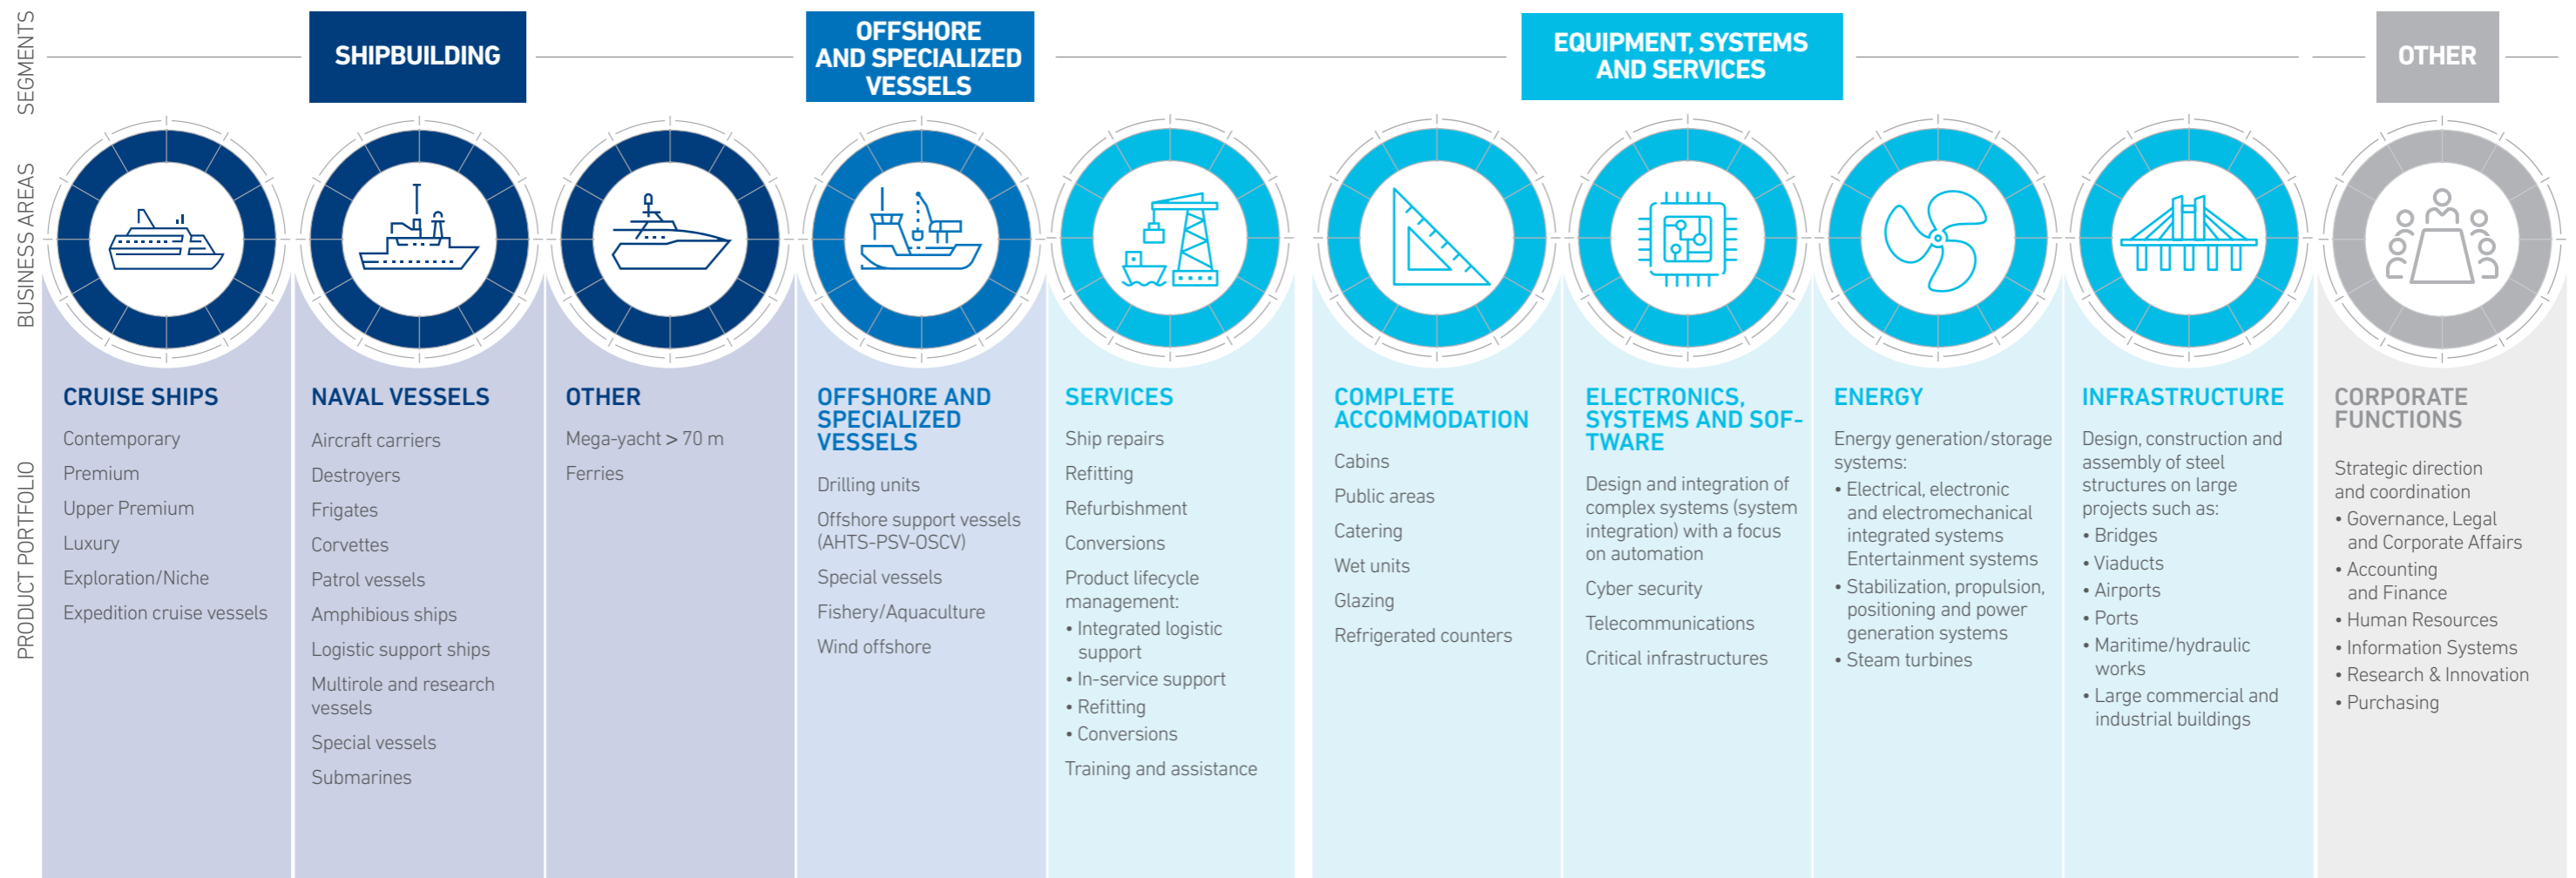 SEGMENTS
SHIPBUILDING
OFFSHORE
AND SPECIALIZED
VESSELS
EQUIPMENT, SYSTEMS
AND SERVICES
OTHER
BUSINESS AREAS
PRODUCT PORTFOLIO
CRUISE SHIPS
Contemporary
Premium
Upper Premium
Luxury
Exploration/Niche
Expedition cruise vessels
NAVAL VESSELS
Aircraft carriers
Destroyers
Frigates
Corvettes
Patrol vessels
Amphibious ships
Logistic support ships
Multirole and research
vessels
Special vessels
Submarines
OTHER
Mega-yacht > 70 m
Ferries
OFFSHORE AND
SPECIALIZED
VESSELS
Drilling units
Offshore support vessels
(AHTS-PSV-OSCV)
Special vessels
Fishery/Aquaculture
Wind offshore
SERVICES
Ship repairs
Refitting
Refurbishment
Conversions
Product lifecycle
management:
• Integrated logistic
support
• In-service support
• Refitting
• Conversions
Training and assistance
COMPLETE
ACCOMMODATION
Cabins
Public areas
Catering
Wet units
Glazing
Refrigerated counters
ELECTRONICS,
SYSTEMS AND SOF-
TWARE
Design and integration of
complex systems (system
integration) with a focus
on automation
Cyber security
Telecommunications
Critical infrastructures
ENERGY
Energy generation/storage
systems:
• Electrical, electronic
and electromechanical
integrated systems
Entertainment systems
• Stabilization, propulsion,
positioning and power
generation systems
• Steam turbines
INFRASTRUCTURE
Design, construction and
assembly of steel
structures on large
projects such as:
• Bridges
• Viaducts
• Airports
• Ports
• Maritime/hydraulic
works
• Large commercial and
industrial buildings
CORPORATE
FUNCTIONS
Strategic direction
and coordination
• Governance, Legal
and Corporate Affairs
• Accounting
and Finance
• Human Resources
• Information Systems
• Research & Innovation
• Purchasing